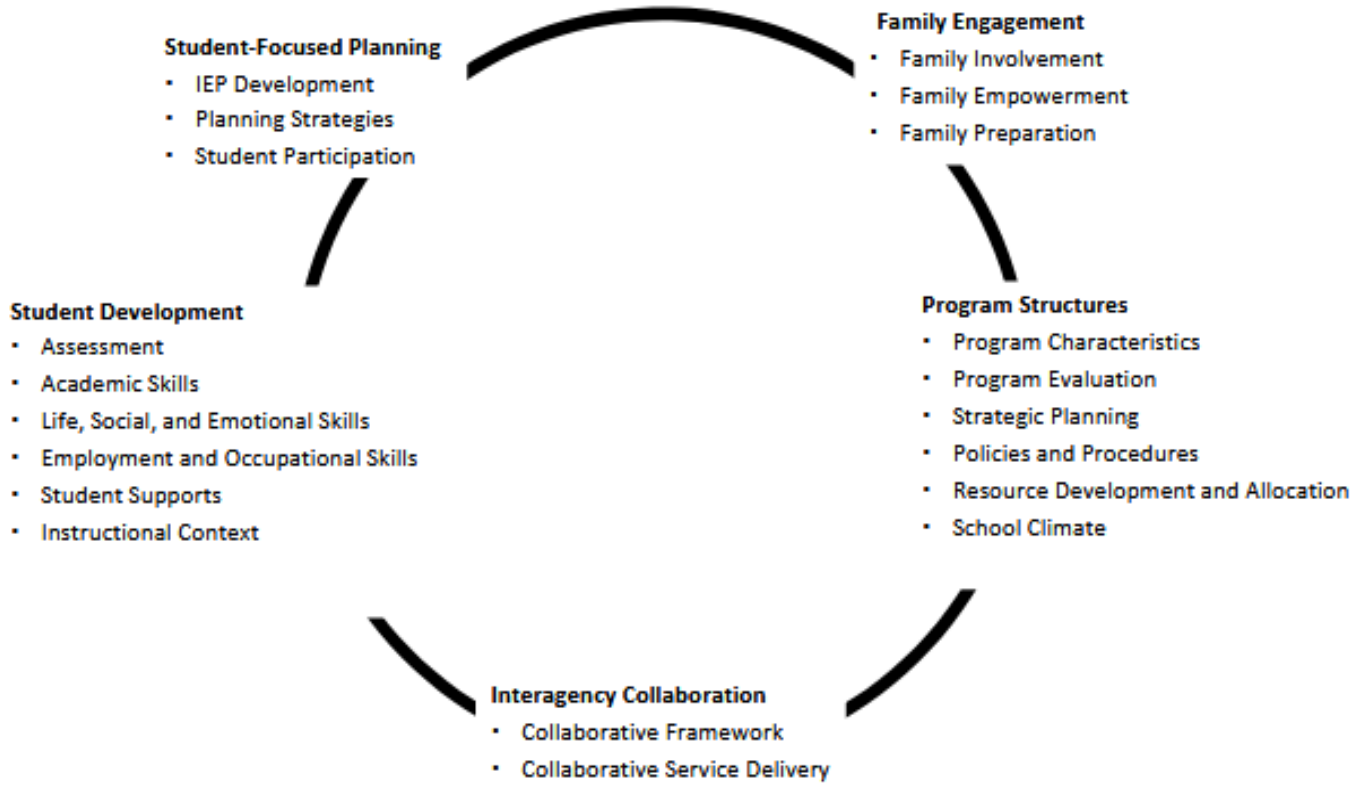 Student-Focused Planning
▪ IEP Development
▪ Planning Strategies
▪ Student Participation
Family Engagement
▪ Family Involvement
▪ Family Empowerment
▪ Family Preparation
Student Development
▪ Assessment
▪ Academic Skills
▪ Life, Social, and Emotional Skills
▪ Employment and Occupational Skills
▪ Student Supports
▪ Instructional Context
Program Structures
▪ Program Characteristics
▪ Program Evaluation
▪ Strategic Planning
▪ Policies and Procedures
▪ Resource Development and Allocation
▪ School Climate
Interagency Collaboration
▪ Collaborative Framework
▪ Collaborative Service Delivery